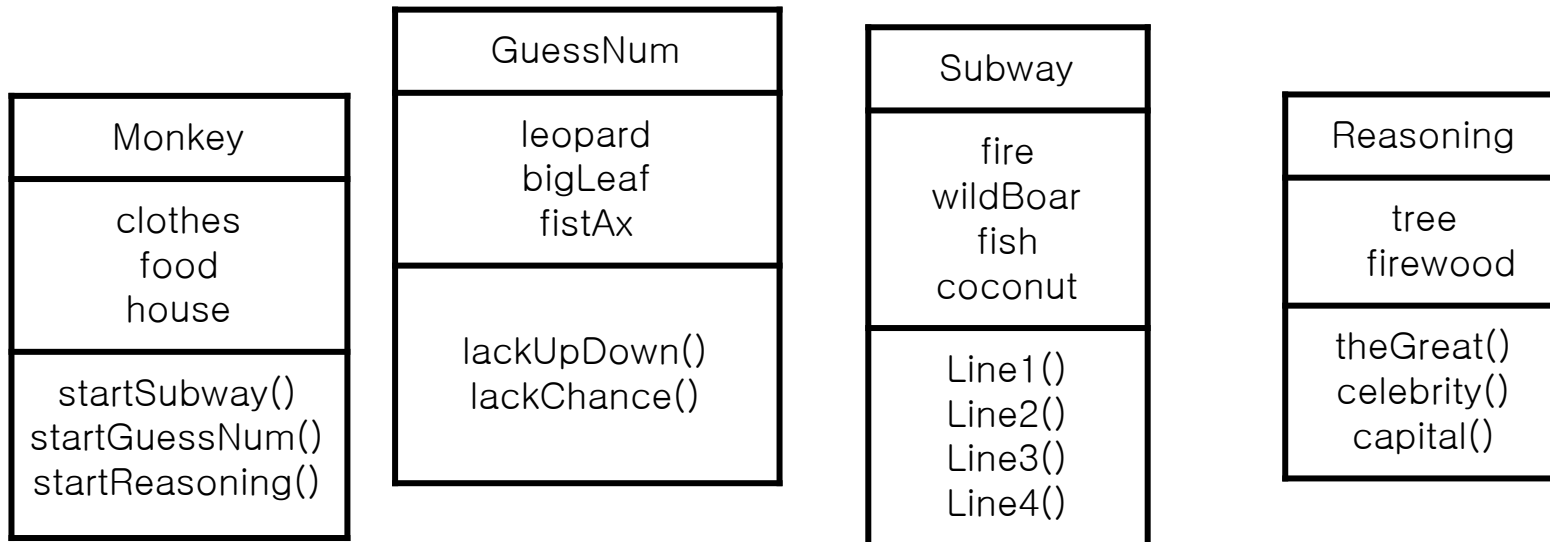 Monkey
clothes
food
house
startSubway()
startGuessNum()
startReasoning()
GuessNum
leopard
bigLeaf
fistAx
lackUpDown()
lackChance()
Subway
fire
wildBoar
fish
coconut
Line1()
Line2()
Line3()
Line4()
Reasoning
tree
firewood
theGreat()
celebrity()
capital()